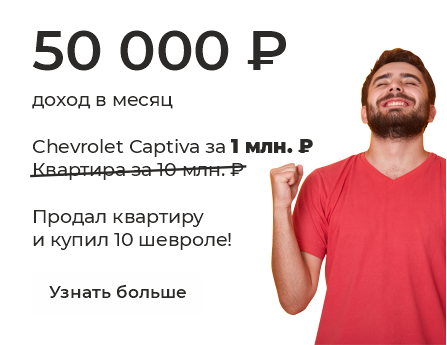 50 000 ₽
доход в месяц
Chevrolet Captiva за 1 млн. ₽
Квартира за 10 млн. ₽
Продал квартиру
и купил 10 шевроле!
Узнать больше